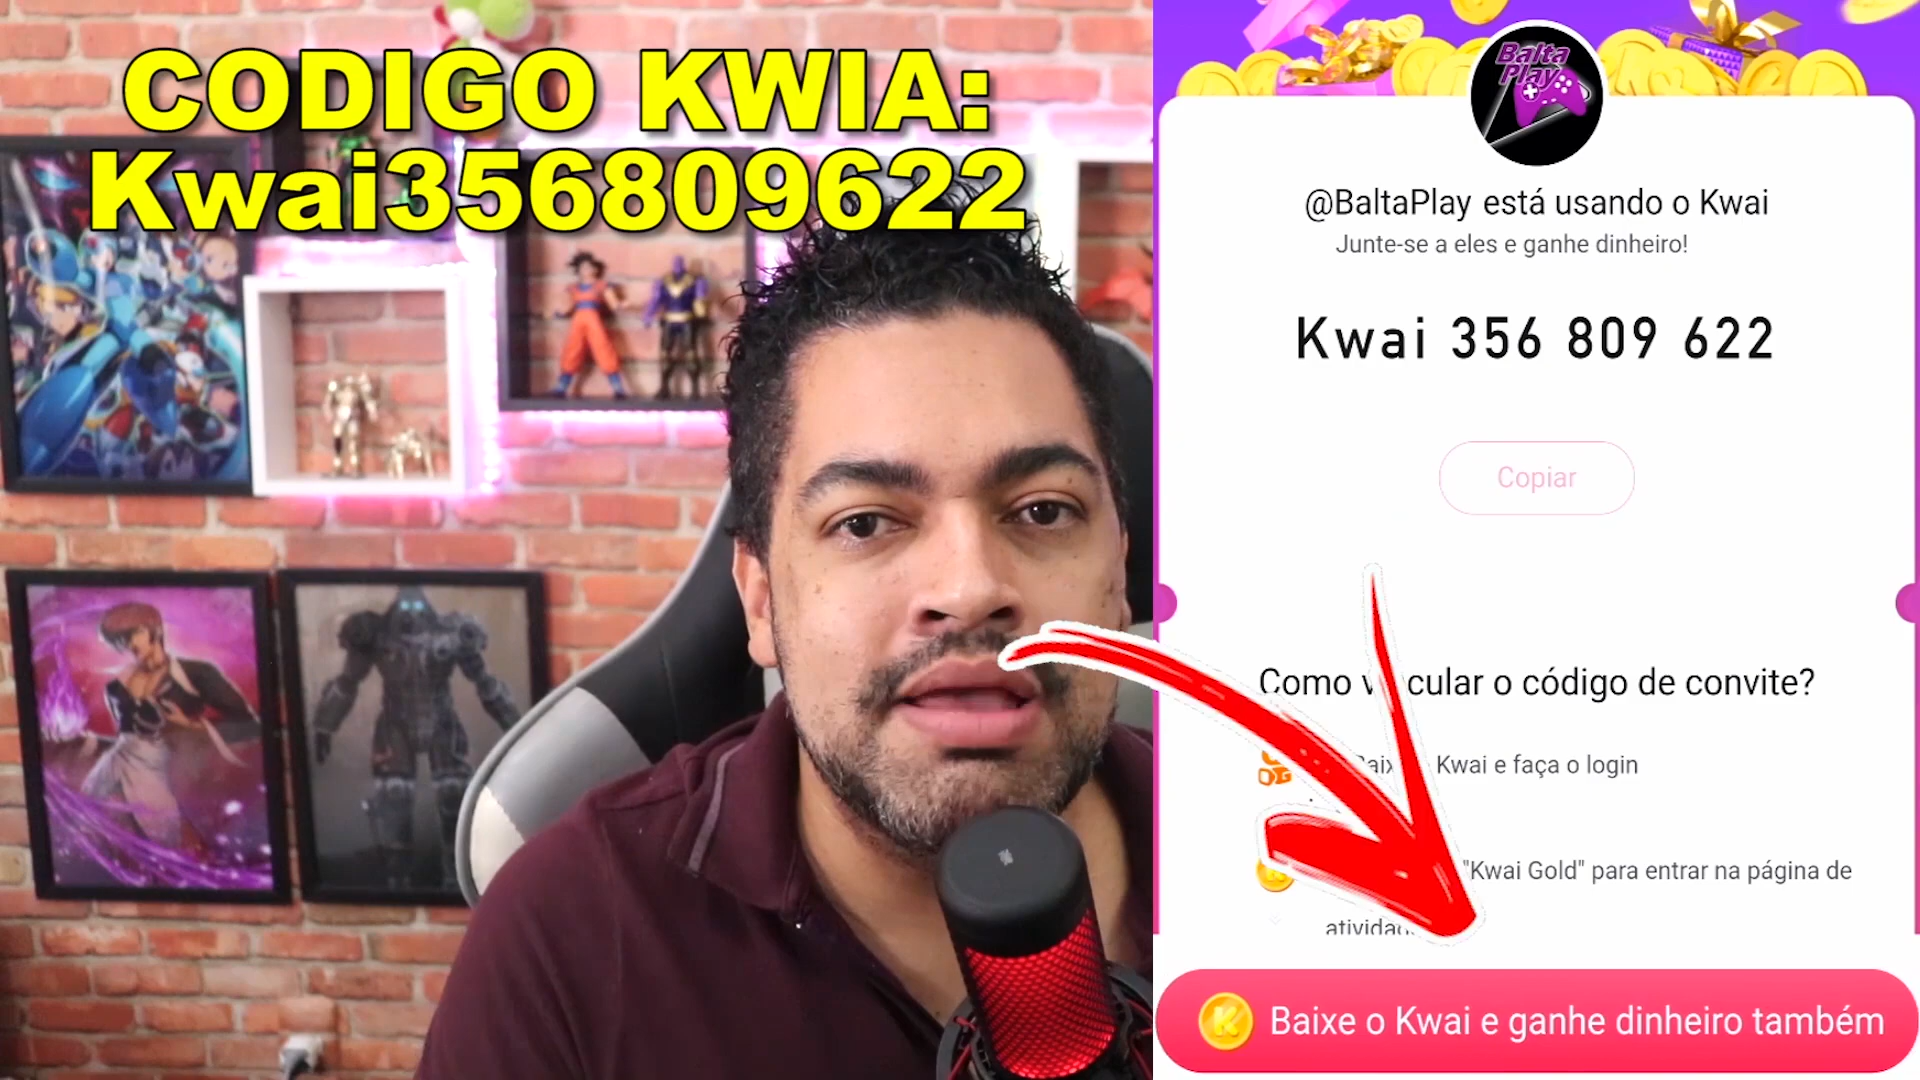 CODIGO KWIA:
Kwai356809622
Balta
Play
@BaltaPlay está usando o Kwai
Junte-se a eles e ganhe dinheiro!
Kwai 356 809 622
Copiar
Como cular o código de convite?
Kwai e faça o login
"Kwai Gold" para entrar na página de
Baixe o Kwai e ganhe dinheiro também